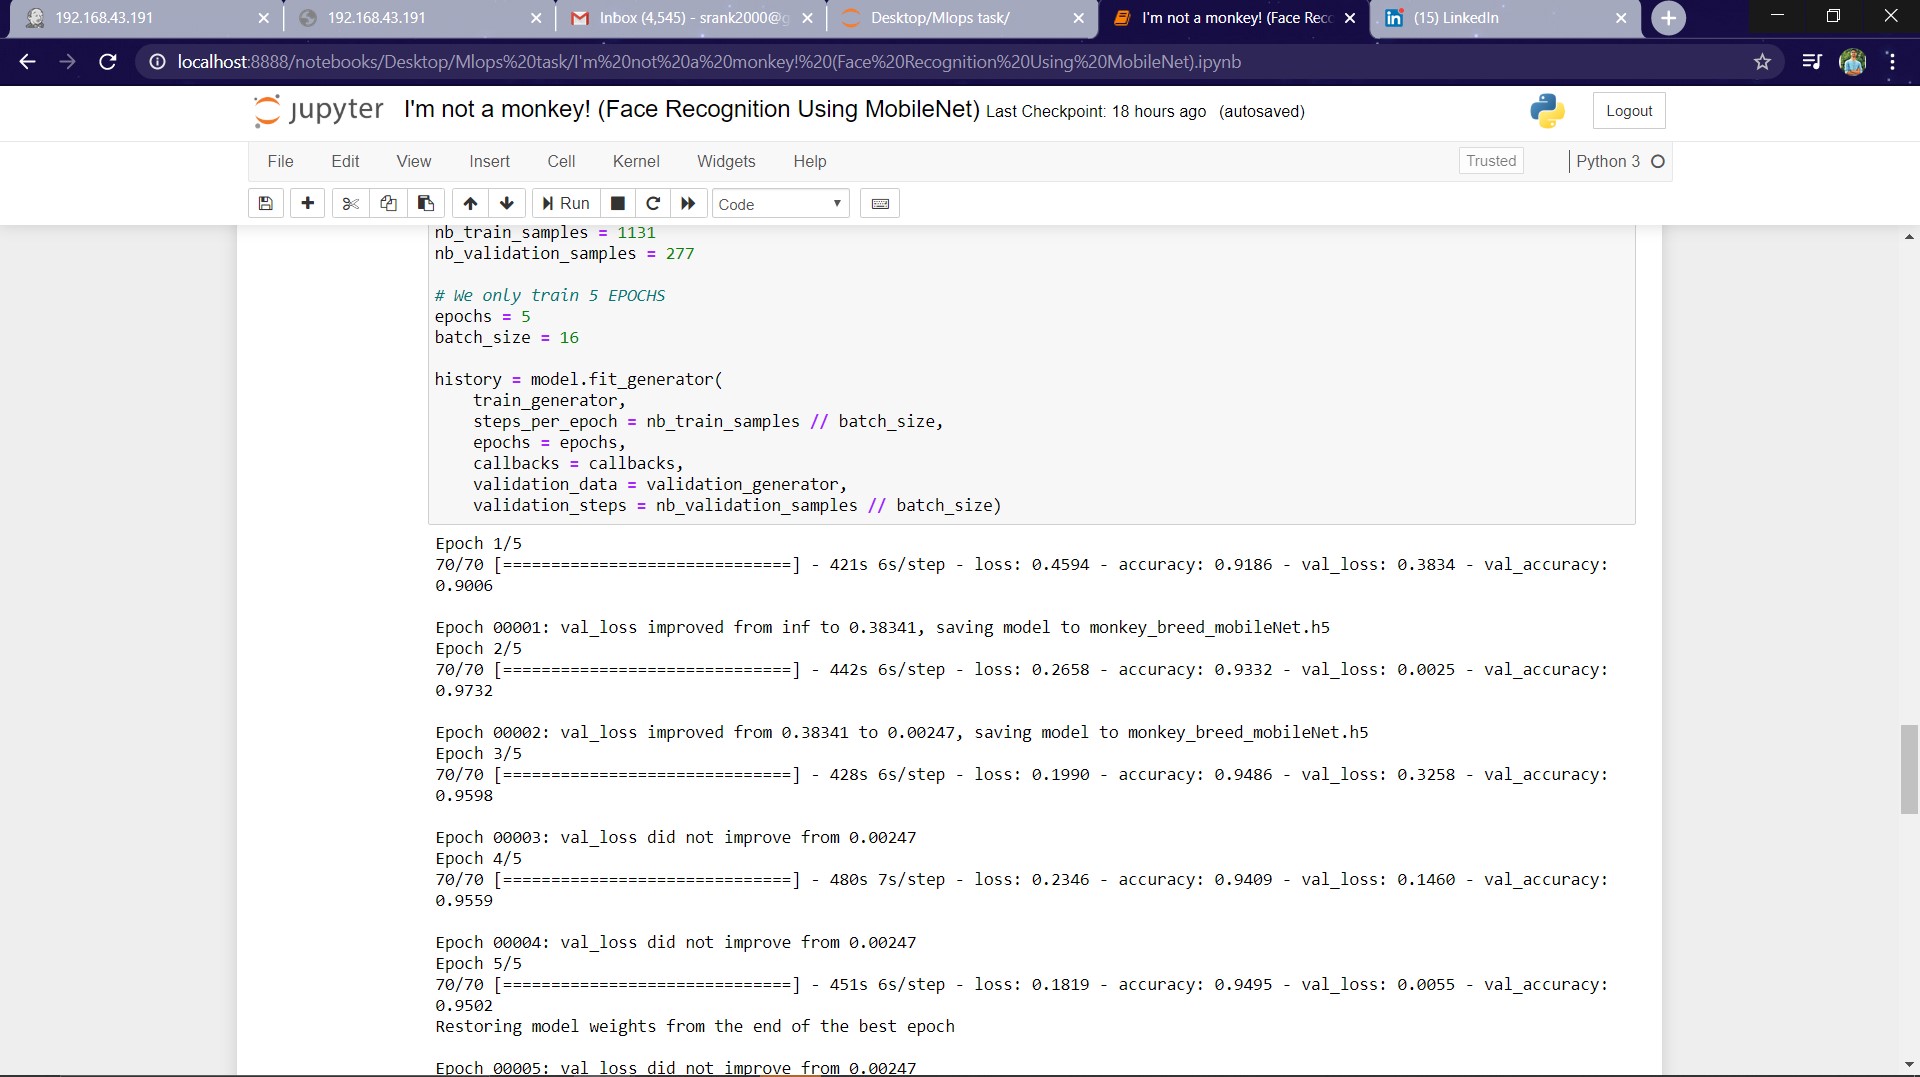 192.168.43.191
192.168.43.191
Inbox (4,545) - srank2000@g
Desktop/Mlops task/
I'm not a monkey! (Face Rec
(15) LinkedIn
localhost:8888/notebooks/Desktop/Mlops%20task/I'm%20not%20a%20monkey!%20(Face%20Recognition%20Using%20MobileNet).ipynb
jupyter I'm not a monkey! (Face Recognition Using MobileNet) Last Checkpoint: 18 hours ago (autosaved)
Logout
File Edit View Insert Cell Kernel Widgets Help
Trusted
Python 3
Run
Code
nb_train_samples = 1131
nb_validation_samples = 277
# We only train 5 EPOCHS
epochs = 5
batch_size = 16
history = model.fit_generator(
train_generator,
steps_per_epoch = nb_train_samples // batch_size,
epochs = epochs,
callbacks = callbacks,
validation_data = validation_generator,
validation_steps = nb_validation_samples // batch_size)
Epoch 1/5
70/70 [==============================] - 421s 6s/step - loss: 0.4594 - accuracy: 0.9186 - val_loss: 0.3834 - val_accuracy:
0.9006
Epoch 00001: val_loss improved from inf to 0.38341, saving model to monkey_breed_mobileNet.h5
Epoch 2/5
70/70 [==============================] - 442s 6s/step - loss: 0.2658 - accuracy: 0.9332 - val_loss: 0.0025 - val_accuracy:
0.9732
Epoch 00002: val_loss improved from 0.38341 to 0.00247, saving model to monkey_breed_mobileNet.h5
Epoch 3/5
70/70 [==============================] - 428s 6s/step - loss: 0.1990 - accuracy: 0.9486 - val_loss: 0.3258 - val_accuracy:
0.9598
Epoch 00003: val_loss did not improve from 0.00247
Epoch 4/5
70/70 [==============================] - 480s 7s/step - loss: 0.2346 - accuracy: 0.9409 - val_loss: 0.1460 - val_accuracy:
0.9559
Epoch 00004: val_loss did not improve from 0.00247
Epoch 5/5
70/70 [==============================] - 451s 6s/step - loss: 0.1819 - accuracy: 0.9495 - val_loss: 0.0055 - val_accuracy:
0.9502
Restoring model weights from the end of the best epoch
Epoch 00005: val_loss did not improve from 0.00247